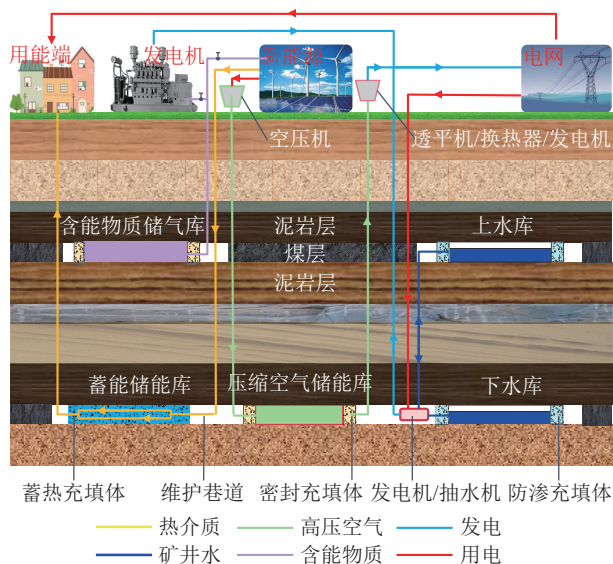 用能端
发电机
新能源
电网
空压机
透平机/换热器/发电机
含能物质储气库
泥岩层
上水库
煤层
泥岩层
蓄能储能库
压缩空气储能库
下水库
蓄热充填体
维护巷道
密封充填体
发电机/抽水机
防渗充填体
热介质
高压空气
发电
矿井水
含能物质
用电